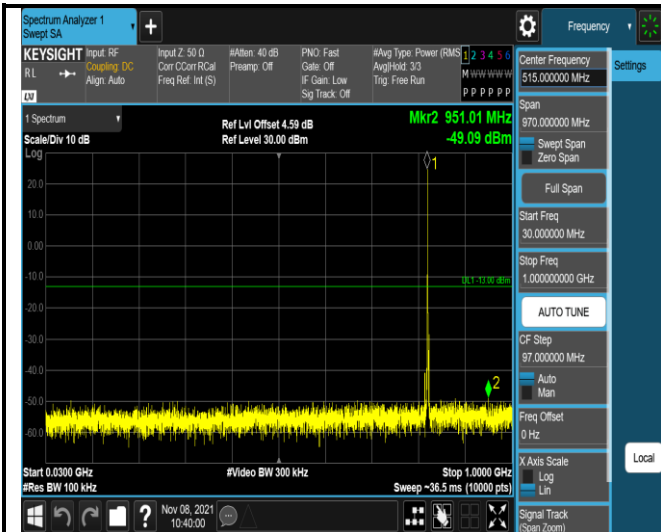 Spectrum Analyzer 1
Swept SA
+
Frequency
KEYSIGHT
RL
Input: RF
Coupling: DC
Align: Auto
Input Z: 50 Ω
Corr CCorr RCal
Freq Ref: Int (S)
#Atten: 40 dB
Preamp: Off
PNO: Fast
Gate: Off
IF Gain: Low
Sig Track: Off
#Avg Type: Power (RMS
Avg|Hold: 3/3
Trig: Free Run
1 2 3 4 5 6
M W W W W W
P P P P P P
LXI
1 Spectrum
Scale/Div 10 dB
Log
Ref Lvl Offset 4.59 dB
Ref Level 30.00 dBm
Mkr2 951.01 MHz
-49.09 dBm
1
20.0
10.0
0.00
-10.0
DL1 -13.00 dBm
-20.0
-30.0
-40.0
2
-50.0
-60.0
Start 0.0300 GHz
#Res BW 100 kHz
#Video BW 300 kHz
Stop 1.0000 GHz
Sweep ~36.5 ms (10000 pts)
?
Nov 08, 2021
10:40:00
Center Frequency
515.000000 MHz
Span
970.000000 MHz
Swept Span
Zero Span
Full Span
Start Freq
30.000000 MHz
Stop Freq
1.000000000 GHz
AUTO TUNE
CF Step
97.000000 MHz
Auto
Man
Freq Offset
0 Hz
X Axis Scale
Log
Lin
Signal Track
(Span Zoom)
Settings
Local